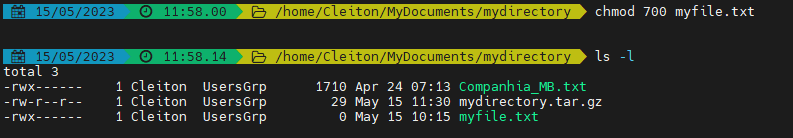 15/05/2023 11:58.00 /home/Cleiton/MyDocuments/mydirectory chmod 700 myfile.txt
15/05/2023 11:58.14 /home/Cleiton/MyDocuments/mydirectory ls -l
total 3
-rwx------ 1 Cleiton UsersGrp 1710 Apr 24 07:13 Companhia_MB.txt
-rw-r--r-- 1 Cleiton UsersGrp 29 May 15 11:30 mydirectory.tar.gz
-rwx------ 1 Cleiton UsersGrp 0 May 15 10:15 myfile.txt